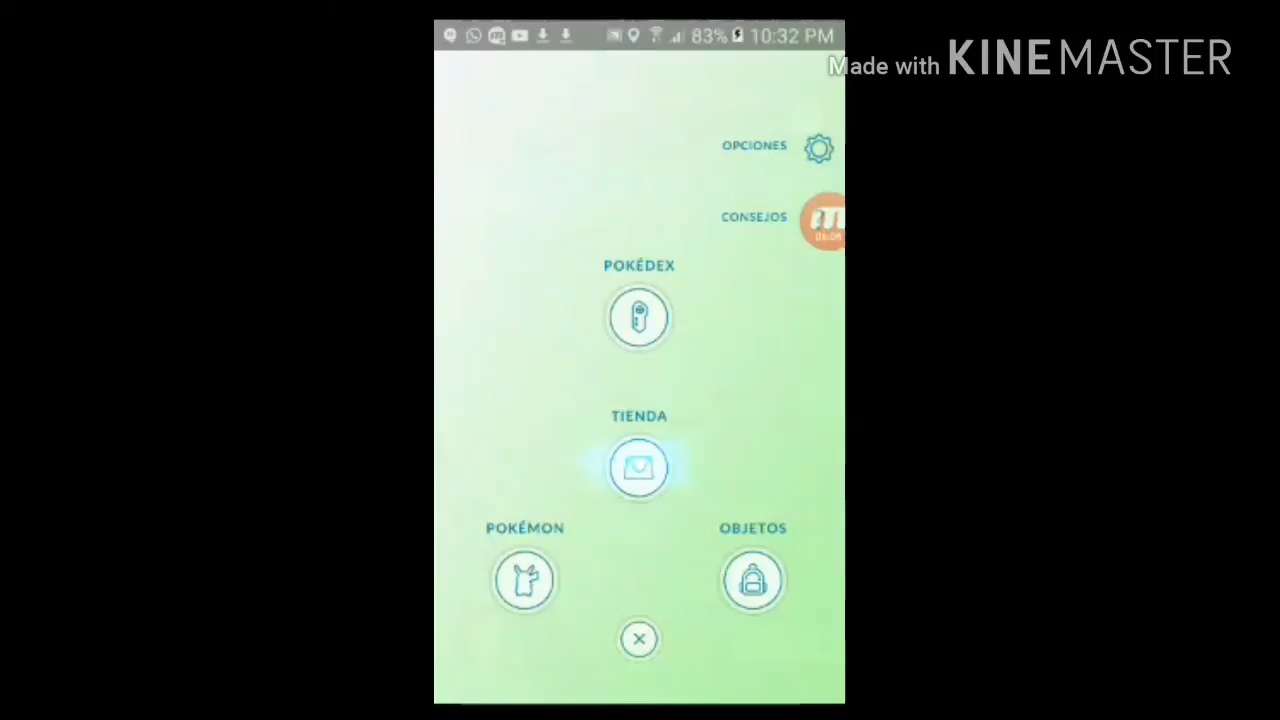 83% 10:32 PM
Made with KINEMASTER
OPCIONES
CONSEJOS
POKÉDEX
TIENDA
POKÉMON
OBJETOS